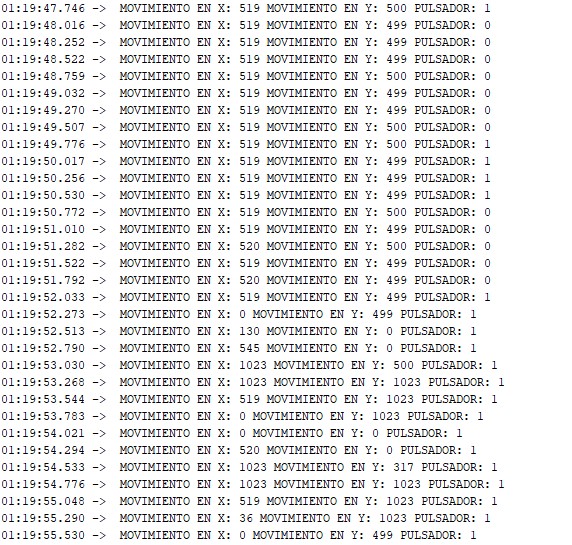 01:19:47.746 -> MOVIMIENTO EN X: 519 MOVIMIENTO EN Y: 500 PULSADOR: 1
01:19:48.016 -> MOVIMIENTO EN X: 519 MOVIMIENTO EN Y: 499 PULSADOR: 0
01:19:48.252 -> MOVIMIENTO EN X: 519 MOVIMIENTO EN Y: 499 PULSADOR: 0
01:19:48.522 -> MOVIMIENTO EN X: 519 MOVIMIENTO EN Y: 499 PULSADOR: 0
01:19:48.759 -> MOVIMIENTO EN X: 519 MOVIMIENTO EN Y: 500 PULSADOR: 0
01:19:49.032 -> MOVIMIENTO EN X: 519 MOVIMIENTO EN Y: 499 PULSADOR: 0
01:19:49.270 -> MOVIMIENTO EN X: 519 MOVIMIENTO EN Y: 499 PULSADOR: 0
01:19:49.507 -> MOVIMIENTO EN X: 519 MOVIMIENTO EN Y: 500 PULSADOR: 0
01:19:49.776 -> MOVIMIENTO EN X: 519 MOVIMIENTO EN Y: 500 PULSADOR: 1
01:19:50.017 -> MOVIMIENTO EN X: 519 MOVIMIENTO EN Y: 499 PULSADOR: 1
01:19:50.256 -> MOVIMIENTO EN X: 519 MOVIMIENTO EN Y: 499 PULSADOR: 1
01:19:50.530 -> MOVIMIENTO EN X: 519 MOVIMIENTO EN Y: 499 PULSADOR: 1
01:19:50.772 -> MOVIMIENTO EN X: 519 MOVIMIENTO EN Y: 500 PULSADOR: 0
01:19:51.010 -> MOVIMIENTO EN X: 519 MOVIMIENTO EN Y: 499 PULSADOR: 0
01:19:51.282 -> MOVIMIENTO EN X: 520 MOVIMIENTO EN Y: 500 PULSADOR: 0
01:19:51.522 -> MOVIMIENTO EN X: 519 MOVIMIENTO EN Y: 499 PULSADOR: 0
01:19:51.792 -> MOVIMIENTO EN X: 520 MOVIMIENTO EN Y: 499 PULSADOR: 0
01:19:52.033 -> MOVIMIENTO EN X: 519 MOVIMIENTO EN Y: 499 PULSADOR: 1
01:19:52.273 -> MOVIMIENTO EN X: 0 MOVIMIENTO EN Y: 499 PULSADOR: 1
01:19:52.513 -> MOVIMIENTO EN X: 130 MOVIMIENTO EN Y: 0 PULSADOR: 1
01:19:52.790 -> MOVIMIENTO EN X: 545 MOVIMIENTO EN Y: 0 PULSADOR: 1
01:19:53.030 -> MOVIMIENTO EN X: 1023 MOVIMIENTO EN Y: 500 PULSADOR: 1
01:19:53.268 -> MOVIMIENTO EN X: 1023 MOVIMIENTO EN Y: 1023 PULSADOR: 1
01:19:53.544 -> MOVIMIENTO EN X: 519 MOVIMIENTO EN Y: 1023 PULSADOR: 1
01:19:53.783 -> MOVIMIENTO EN X: 0 MOVIMIENTO EN Y: 1023 PULSADOR: 1
01:19:54.021 -> MOVIMIENTO EN X: 0 MOVIMIENTO EN Y: 0 PULSADOR: 1
01:19:54.294 -> MOVIMIENTO EN X: 520 MOVIMIENTO EN Y: 0 PULSADOR: 1
01:19:54.533 -> MOVIMIENTO EN X: 1023 MOVIMIENTO EN Y: 317 PULSADOR: 1
01:19:54.776 -> MOVIMIENTO EN X: 1023 MOVIMIENTO EN Y: 1023 PULSADOR: 1
01:19:55.048 -> MOVIMIENTO EN X: 519 MOVIMIENTO EN Y: 1023 PULSADOR: 1
01:19:55.290 -> MOVIMIENTO EN X: 36 MOVIMIENTO EN Y: 1023 PULSADOR: 1
01:19:55.530 -> MOVIMIENTO EN X: 0 MOVIMIENTO EN Y: 499 PULSADOR: 1